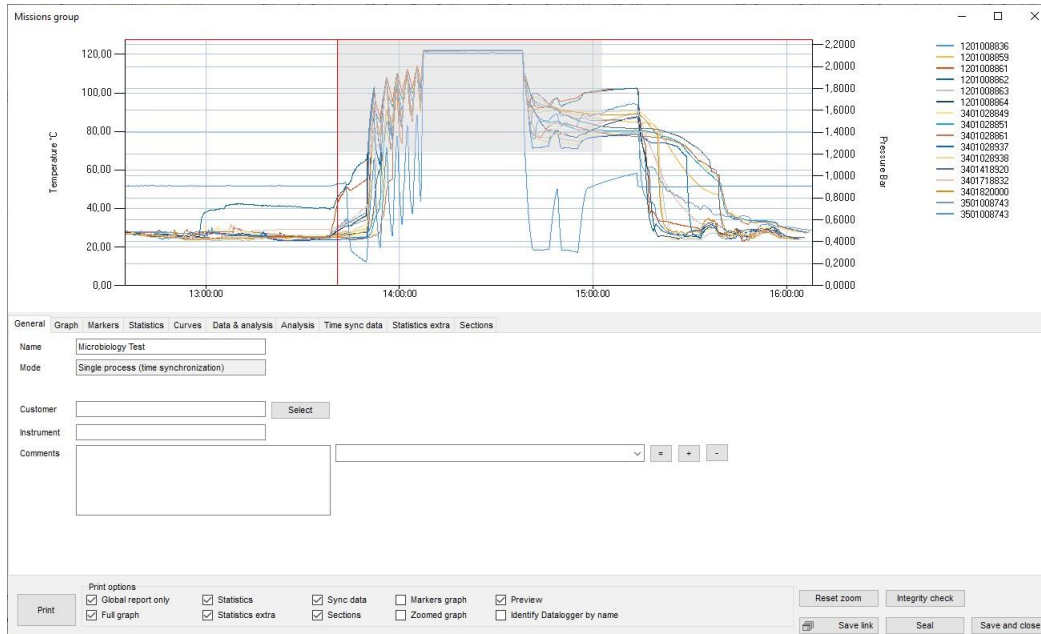 Missions group
120,00
100,00
80,00
60,00
40,00
20,00
0,00
Temperature °C
2,2000
2,0000
1,8000
1,6000
1,4000
1,2000
1,0000
0,8000
0,6000
0,4000
0,2000
0,0000
Pressure Bar
13:00:00 14:00:00 15:00:00 16:00:00
1201008836
1201008859
1201008861
1201008862
1201008863
1201008864
3401028849
3401028851
3401028861
3401028937
3401028938
3401418920
3401718832
3401820000
3501008743
3501008743
General Graph Markers Statistics Curves Data & analysis Analysis Time sync data Statistics extra Sections
Name Microbiology Test
Mode Single process (time synchronization)
Customer Select
Instrument
Comments = + -
Print options
Print
Global report only Statistics Sync data Markers graph Preview
Full graph Statistics extra Sections Zoomed graph Identify Datalogger by name
Reset zoom Integrity check
Save link Seal Save and close